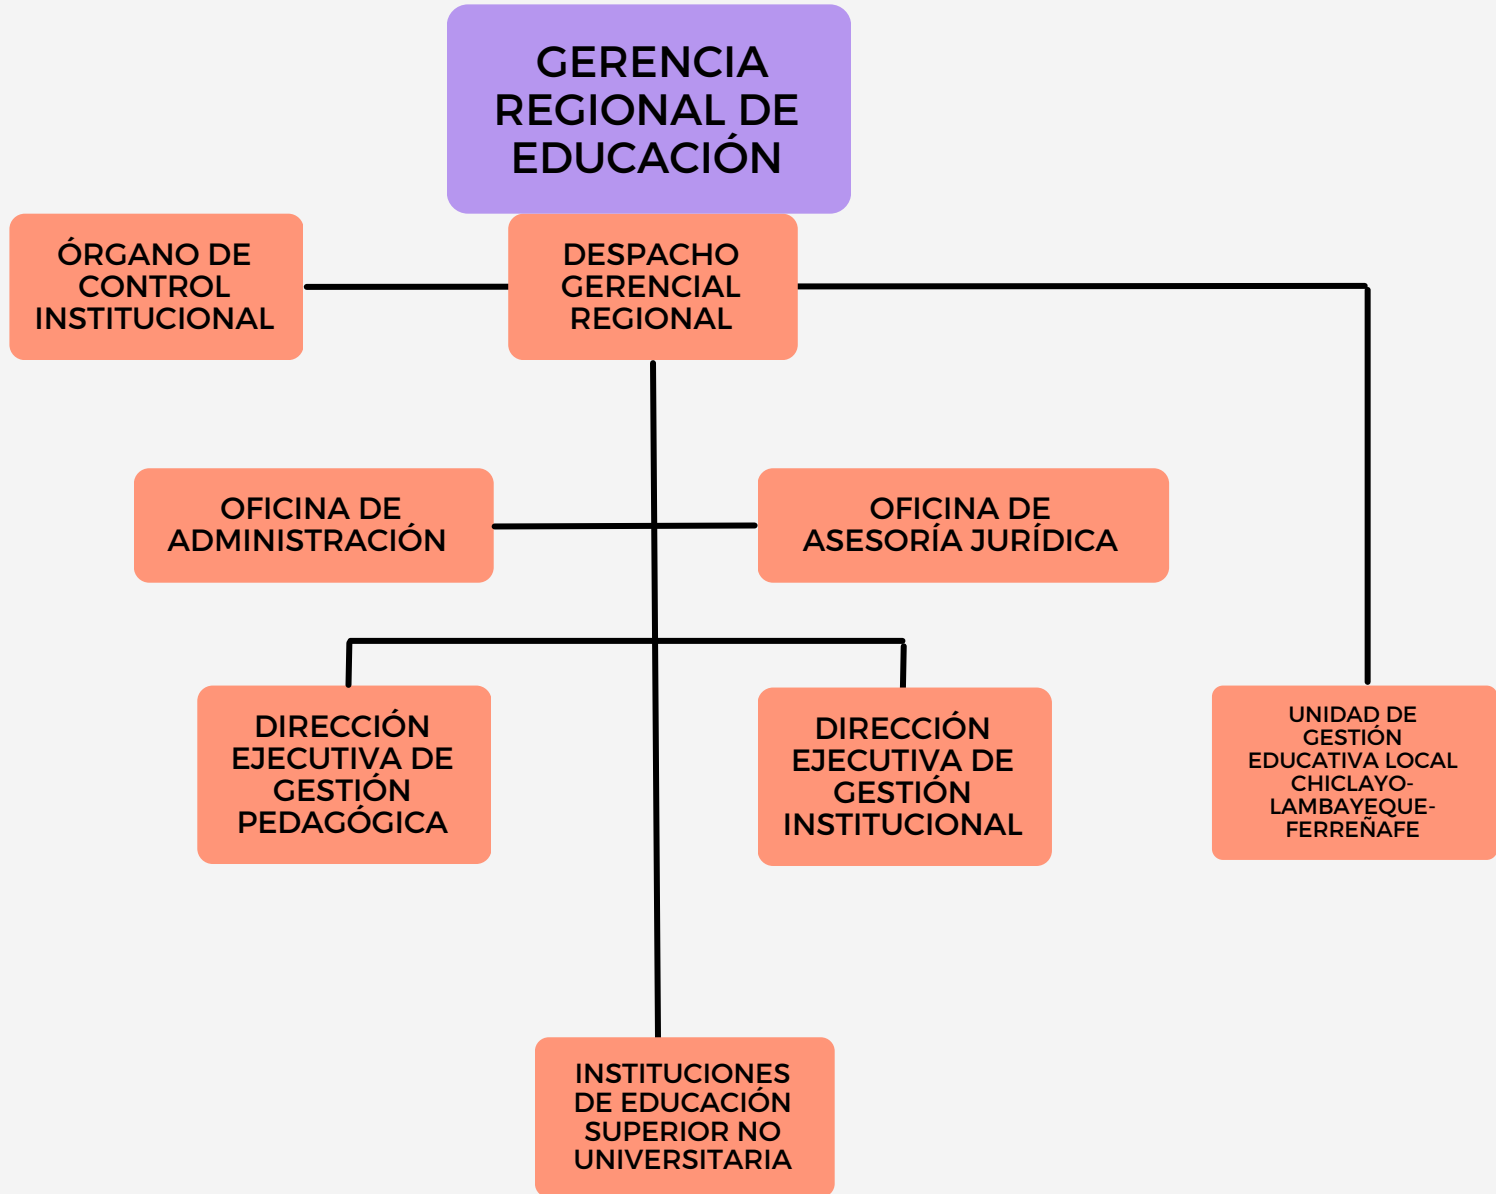 GERENCIA
REGIONAL DE
EDUCACIÓN
ÓRGANO DE
CONTROL
INSTITUCIONAL
DESPACHO
GERENCIAL
REGIONAL
OFICINA DE
ADMINISTRACIÓN
OFICINA DE
ASESORÍA JURÍDICA
DIRECCIÓN
EJECUTIVA DE
GESTIÓN
PEDAGÓGICA
DIRECCIÓN
EJECUTIVA DE
GESTIÓN
INSTITUCIONAL
UNIDAD DE
GESTIÓN
EDUCATIVA LOCAL
CHICLAYO-
LAMBAYEQUE-
FERREÑAFE
INSTITUCIONES
DE EDUCACIÓN
SUPERIOR NO
UNIVERSITARIA